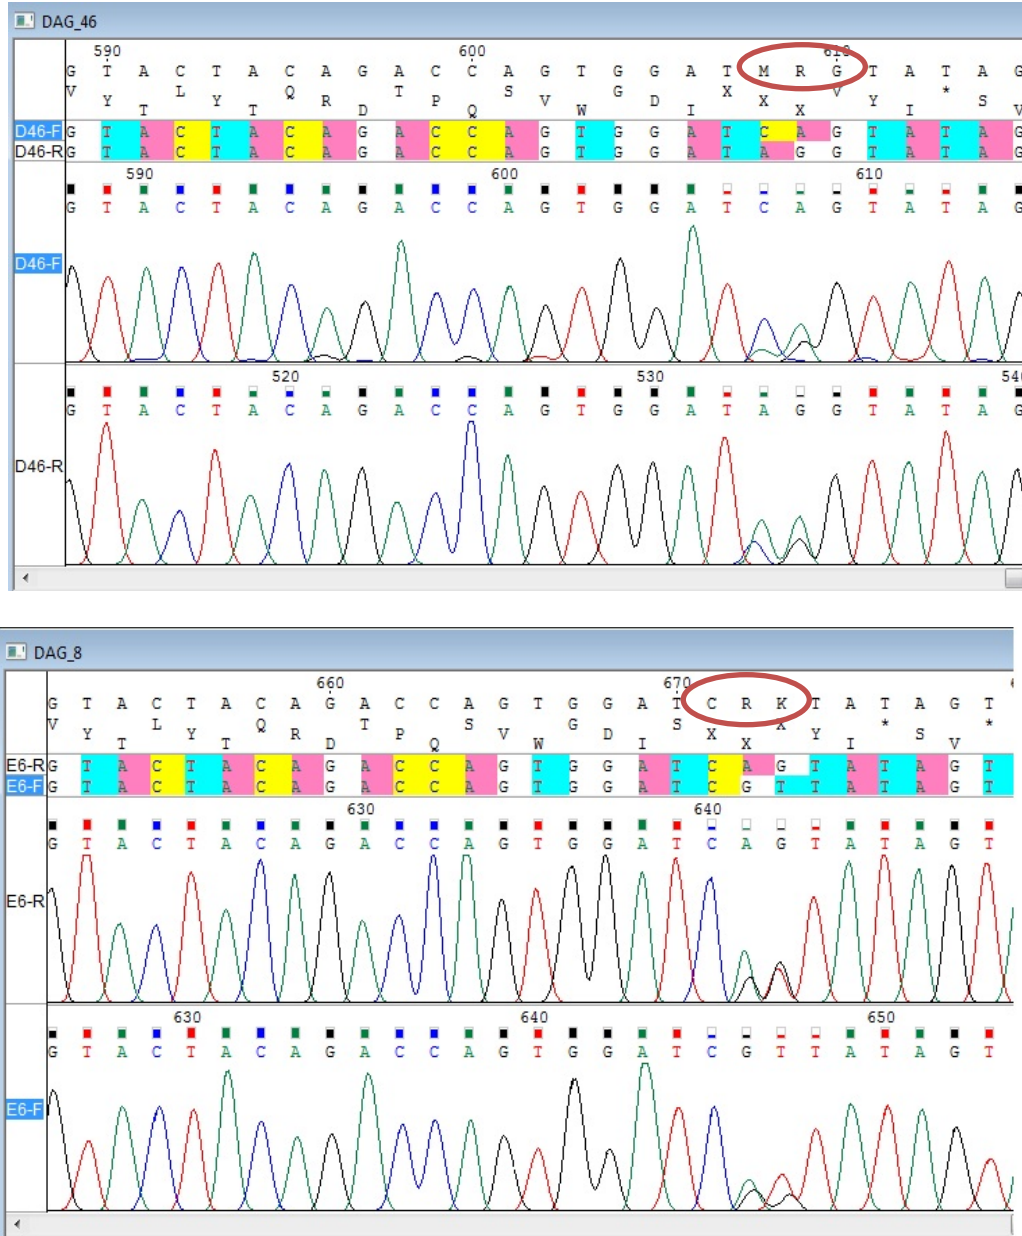 DAG_46
590 600 610
G T A C T A C A G A C C A G T G G A T M R G T A T A G
V L Q T S G X V *
Y Y R P V D X Y S
T T D Q W I X I V
D46-F G T A C T A C A G A C C A G T G G A T C A G T A T A G
D46-R G T A C T A C A G A C C A G T G G A T A G G T A T A G
590 600 610
G T A C T A C A G A C C A G T G G A T C A G T A T A G
D46-F
520 530 540
G T A C T A C A G A C C A G T G G A T A G G T A T A G
D46-R
DAG_8
660 670
G T A C T A C A G A C C A G T G G A T C R K T A T A G T
V L Q T S G S X * *
Y Y R P V D X Y S
T T D Q W I X I V
E6-R G T A C T A C A G A C C A G T G G A T C A G T A T A G T
E6-F G T A C T A C A G A C C A G T G G A T C G T T A T A G T
630 640
G T A C T A C A G A C C A G T G G A T C A G T A T A G T
E6-R
630 640 650
G T A C T A C A G A C C A G T G G A T C G T T A T A G T
E6-F